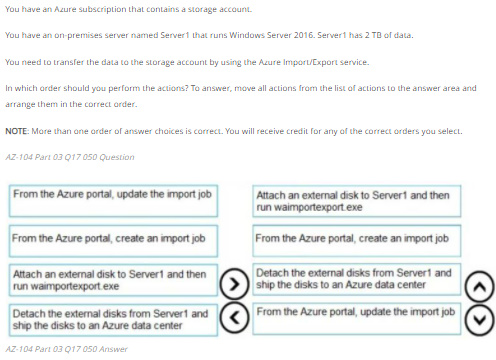 You have an Azure subscription that contains a storage account.
You have an on-premises server named Server1 that runs Windows Server 2016. Server1 has 2 TB of data.
You need to transfer the data to the storage account by using the Azure Import/Export service.
In which order should you perform the actions? To answer, move all actions from the list of actions to the answer area and
arrange them in the correct order.
NOTE: More than one order of answer choices is correct. You will receive credit for any of the correct orders you select.
AZ-104 Part 03 Q17 050 Question
From the Azure portal, update the import job
From the Azure portal, create an import job
Attach an external disk to Server1 and then
run waimportexport.exe
Detach the external disks from Server1 and
ship the disks to an Azure data center
Attach an external disk to Server1 and then
run waimportexport.exe
From the Azure portal, create an import job
Detach the external disks from Server1 and
ship the disks to an Azure data center
From the Azure portal, update the import job
AZ-104 Part 03 Q17 050 Answer